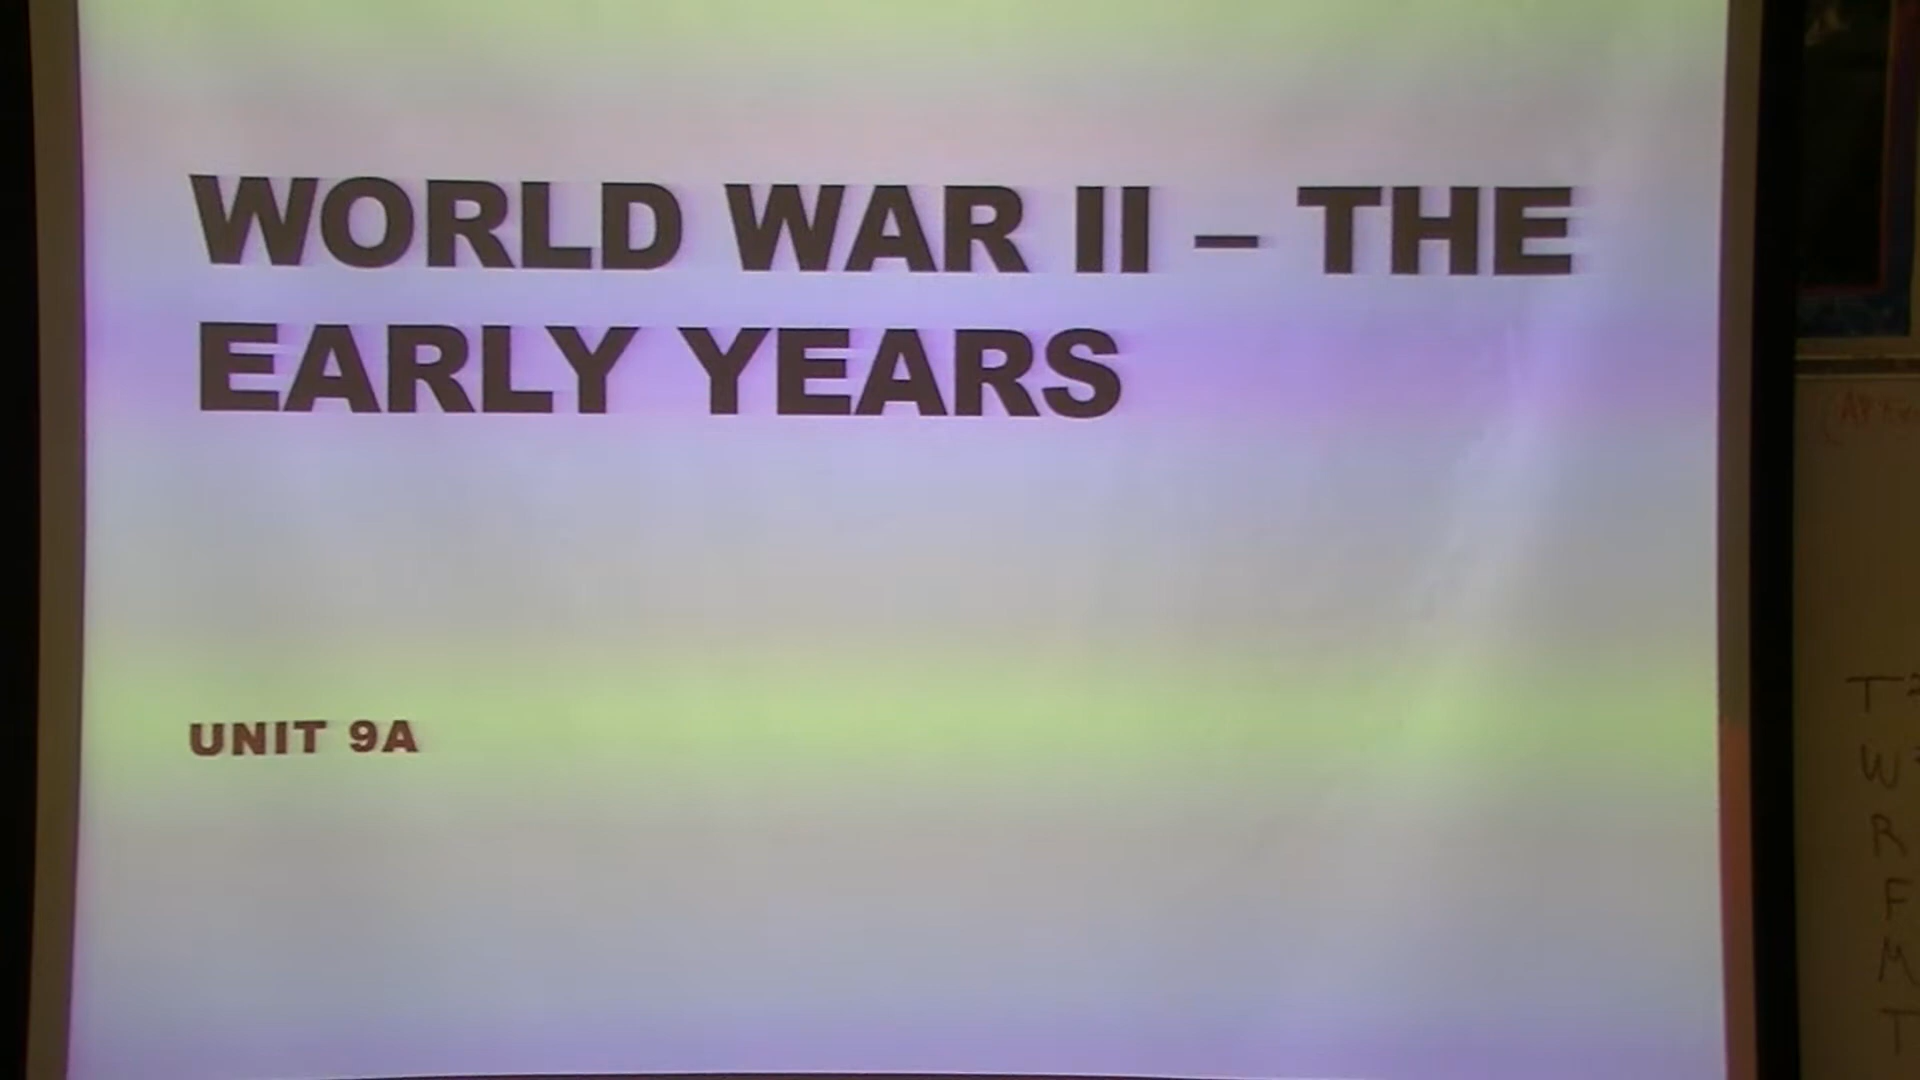 WORLD WAR II – THE
EARLY YEARS
UNIT 9A
T
W
R
F
M
T